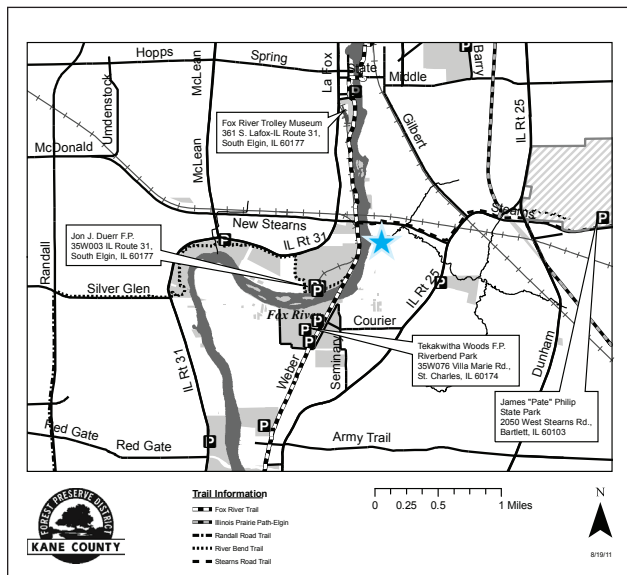 Hopps
Spring
McLean
La Fox
Middle
Barry
Umdenstock
IL Rt 25
Gilbert
Fox River Trolley Museum
361 S. Lafox-IL Route 31,
South Elgin, IL 60177
McDonald
McLean
Stearns
New Stearns
IL Rt 31
Jon J. Duerr F.P.
35W003 IL Route 31,
South Elgin, IL 60177
Randall
Silver Glen
P
IL Rt 25
Fox River
Courier
IL Rt 31
Weber
Seminary
Tekakwitha Woods F.P.
Riverbend Park
35W076 Villa Marie Rd.,
St. Charles, IL 60174
Dunham
James "Pate" Philip
State Park
2050 West Stearns Rd.,
Bartlett, IL 60103
Red Gate
Red Gate
Army Trail
FOREST PRESERVE DISTRICT
KANE COUNTY
Trail Information
Fox River Trail
Illinois Prairie Path-Elgin
Randall Road Trail
River Bend Trail
Stearns Road Trail
0 0.25 0.5 1 Miles
N
8/19/11